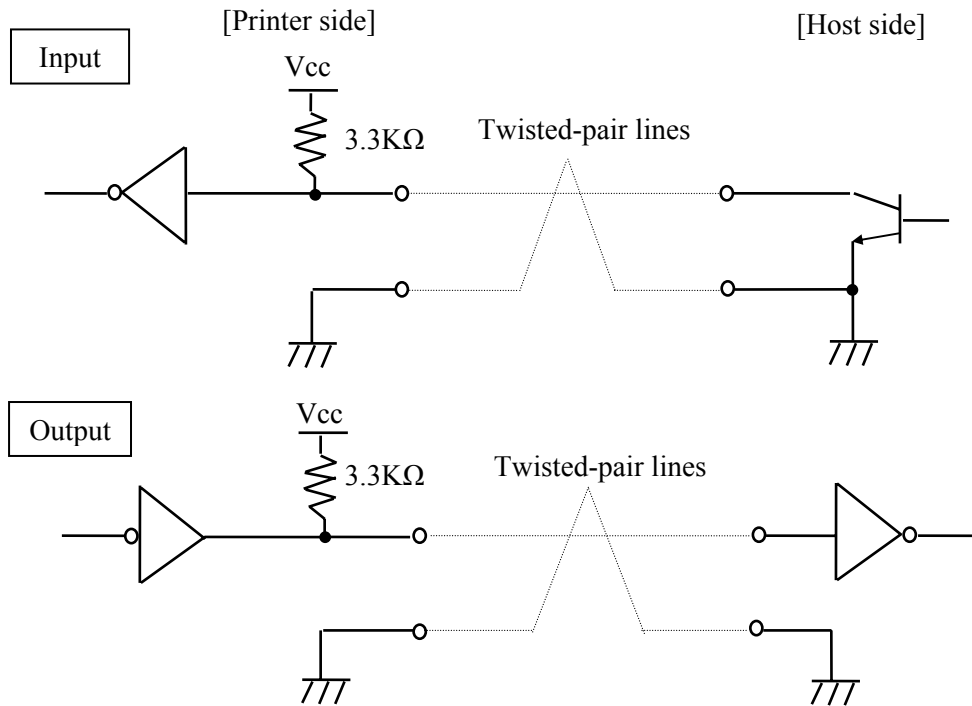 [Printer side]
[Host side]
Input
Vcc
3.3KΩ
Twisted-pair lines
Output
Vcc
3.3KΩ
Twisted-pair lines